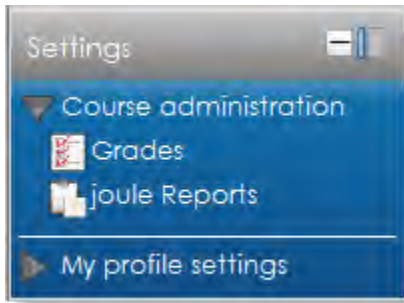 Settings
Course administration
Grades
joule Reports
My profile settings